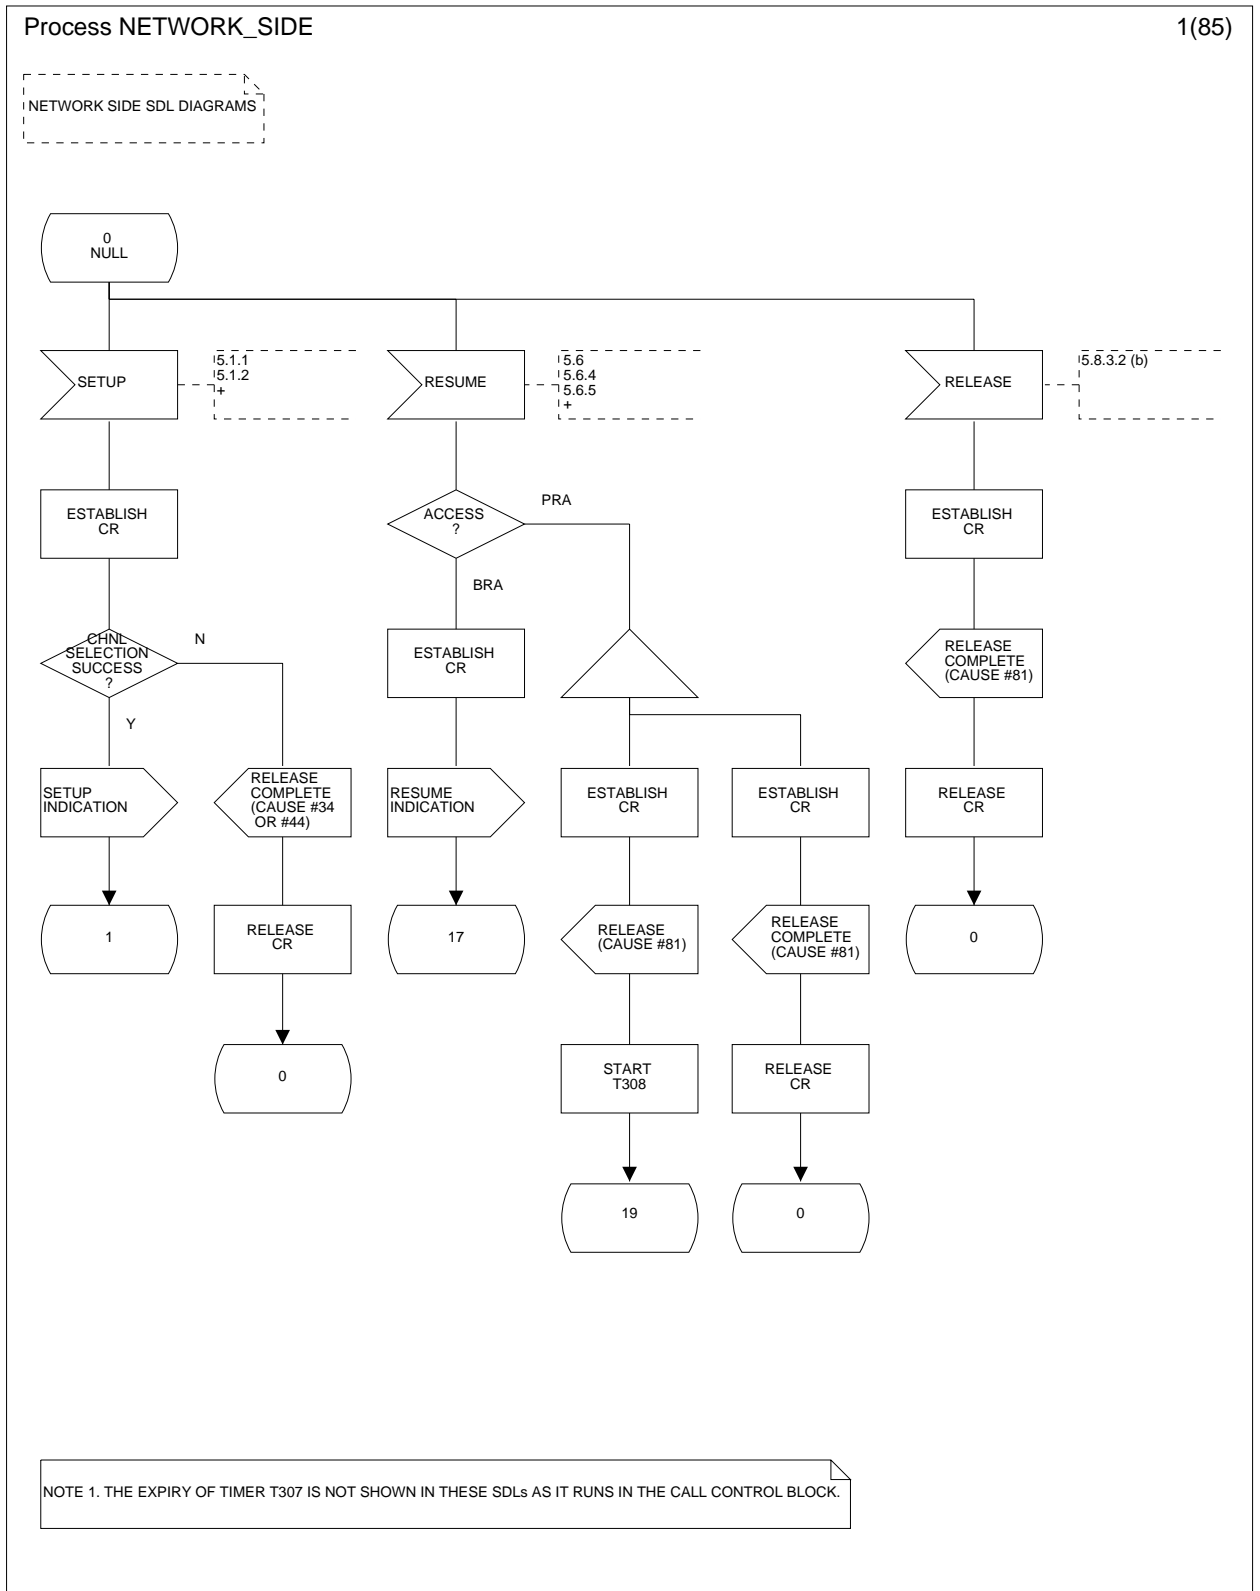 Process NETWORK_SIDE
1(85)
NETWORK SIDE SDL DIAGRAMS
0
NULL
SETUP
5.1.1
5.1.2
+
RESUME
5.6
5.6.4
5.6.5
+
RELEASE
5.8.3.2 (b)
ESTABLISH
CR
ACCESS
?
PRA
BRA
ESTABLISH
CR
CHNL
SELECTION
SUCCESS
?
N
Y
ESTABLISH
CR
RELEASE
COMPLETE
(CAUSE #81)
SETUP
INDICATION
RELEASE
COMPLETE
(CAUSE #34
OR #44)
RESUME
INDICATION
ESTABLISH
CR
ESTABLISH
CR
RELEASE
CR
1
RELEASE
CR
17
RELEASE
(CAUSE #81)
RELEASE
COMPLETE
(CAUSE #81)
0
0
START
T308
RELEASE
CR
19
0
NOTE 1. THE EXPIRY OF TIMER T307 IS NOT SHOWN IN THESE SDLs AS IT RUNS IN THE CALL CONTROL BLOCK.